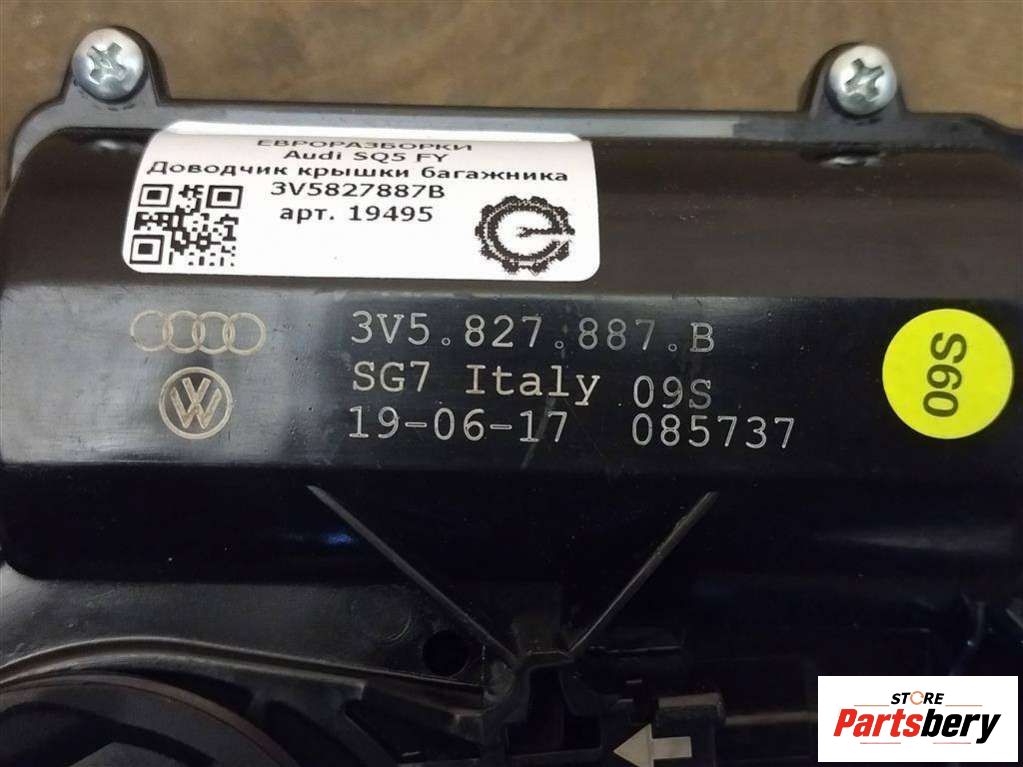 ЕВРОРАЗБОРКИ
Audi SQ5 FY
Доводчик крышки багажника
3V5827887B
арт. 19495
3V5.827.887.B
SG7 Italy 09S
19-06-17 085737
09S
STORE
Partsbery